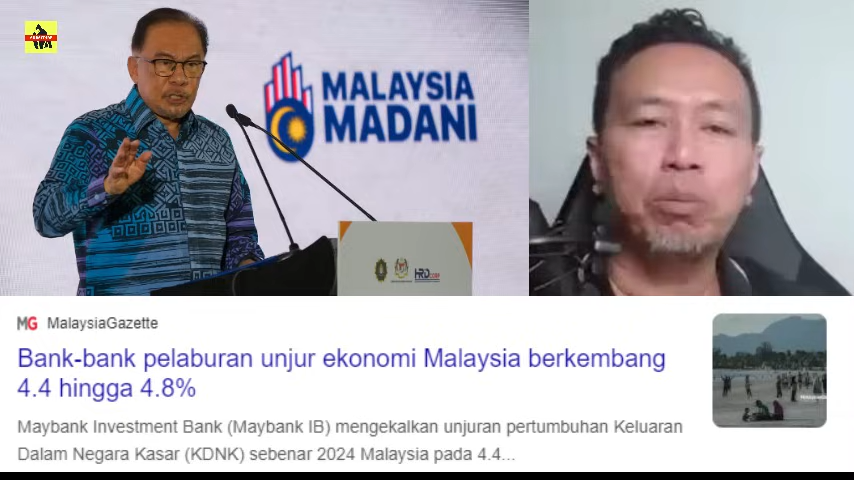 MALAYSIA
MADANI
HRD
MG MalaysiaGazette
Bank-bank pelaburan unjur ekonomi Malaysia berkembang
4.4 hingga 4.8%
Maybank Investment Bank (Maybank IB) mengekalkan unjuran pertumbuhan Keluaran
Dalam Negara Kasar (KDNK) sebenar 2024 Malaysia pada 4.4...